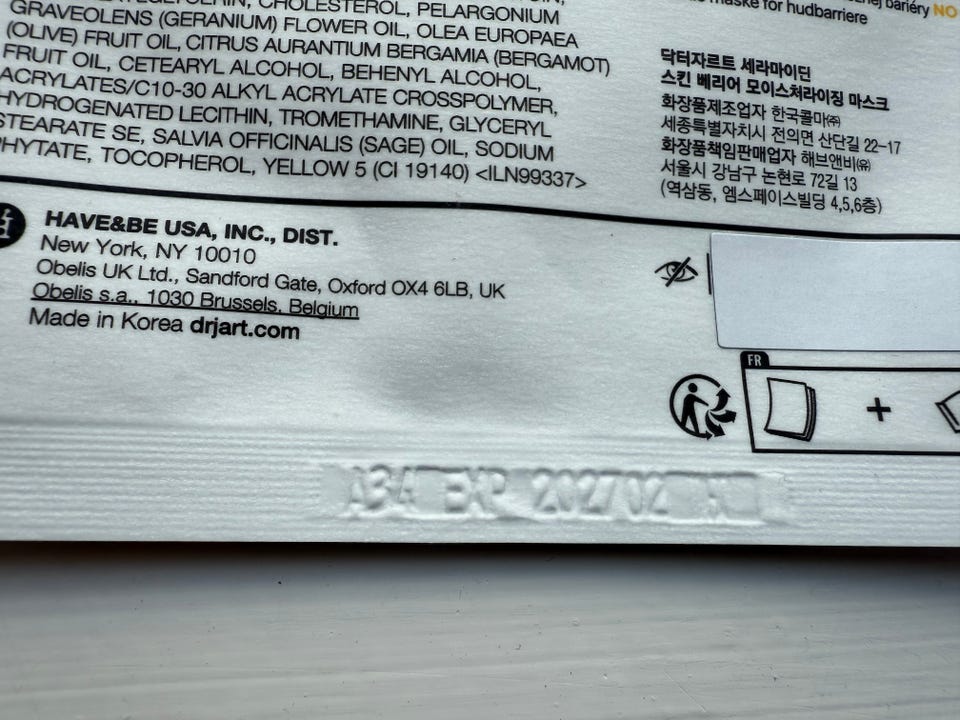 CHOLESTEROL, PELARGONIUM
GRAVEOLENS (GERANIUM) FLOWER OIL, OLEA EUROPAEA
(OLIVE) FRUIT OIL, CITRUS AURANTIUM BERGAMIA (BERGAMOT)
FRUIT OIL, CETEARYL ALCOHOL, BEHENYL ALCOHOL,
ACRYLATES/C10-30 ALKYL ACRYLATE CROSSPOLYMER,
HYDROGENATED LECITHIN, TROMETHAMINE, GLYCERYL
STEARATE SE, SALVIA OFFICINALIS (SAGE) OIL, SODIUM
PHYTATE, TOCOPHEROL, YELLOW 5 (CI 19140) <ILN99337>
bariéry NO
maske for hudbarriere
닥터자르트 세라마이딘
스킨 베리어 모이스처라이징 마스크
화장품제조업자 한국콜마㈜
세종특별자치시 전의면 산단길 22-17
화장품책임판매업자 해브앤비㈲
서울시 강남구 논현로 72길 13
(역삼동, 엠스페이스빌딩 4,5,6층)
HAVE&BE USA, INC., DIST.
New York, NY 10010
Obelis UK Ltd., Sandford Gate, Oxford OX4 6LB, UK
Obelis s.a., 1030 Brussels, Belgium
Made in Korea drjart.com
FR
+
A34 EXP 202702